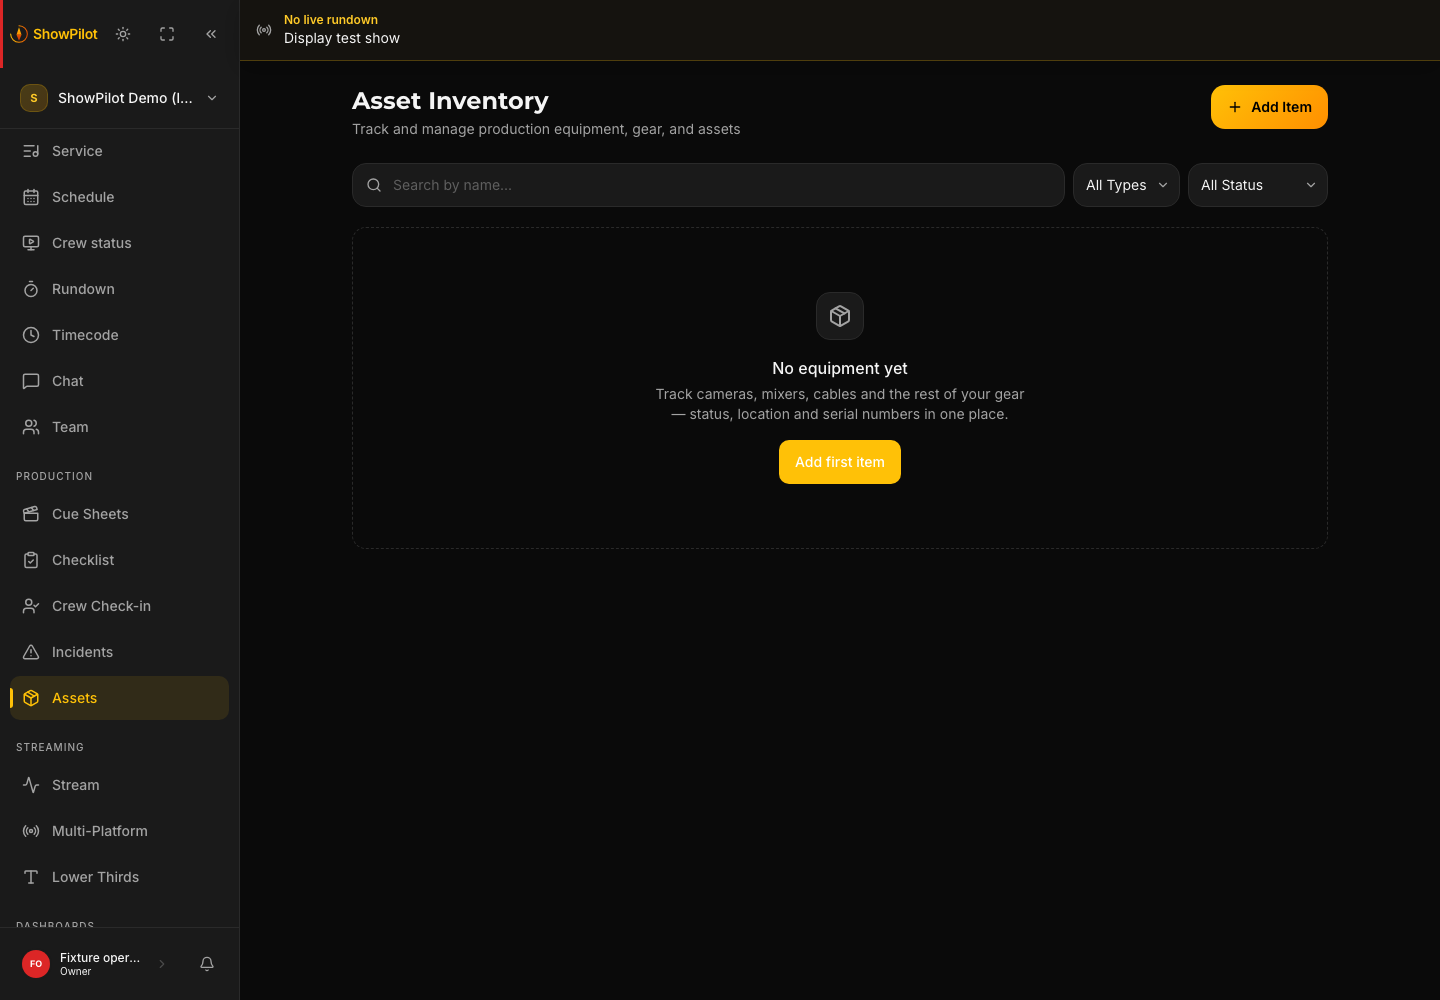 ShowPilot
S
ShowPilot Demo (I...
Service
Schedule
Crew status
Rundown
Timecode
Chat
Team
PRODUCTION
Cue Sheets
Checklist
Crew Check-in
Incidents
Assets
STREAMING
Stream
Multi-Platform
Lower Thirds
DASHBOARDS
FO
Fixture oper...
Owner
No live rundown
Display test show
Asset Inventory
Track and manage production equipment, gear, and assets
Add Item
Search by name...
All Types
All Status
No equipment yet
Track cameras, mixers, cables and the rest of your gear
— status, location and serial numbers in one place.
Add first item